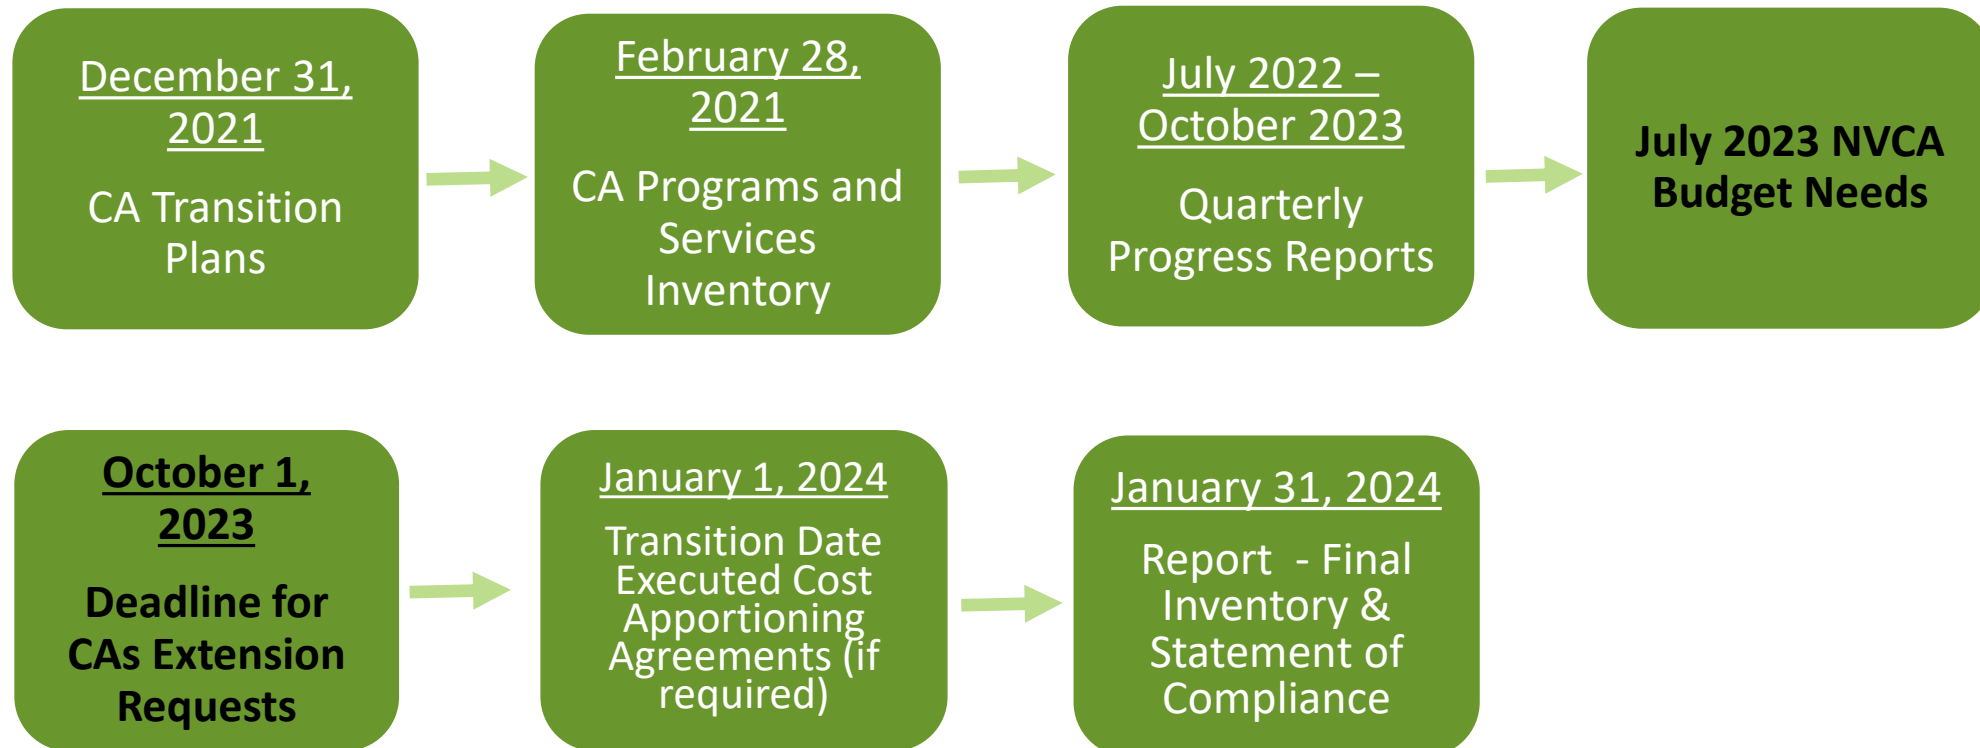 December 31,
2021
CA Transition
Plans
February 28,
2021
CA Programs and
Services
Inventory
July 2022 –
October 2023
Quarterly
Progress Reports
July 2023 NVCA
Budget Needs
October 1,
2023
Deadline for
CAs Extension
Requests
January 1, 2024
Transition Date
Executed Cost
Apportioning
Agreements (if
required)
January 31, 2024
Report - Final
Inventory &
Statement of
Compliance